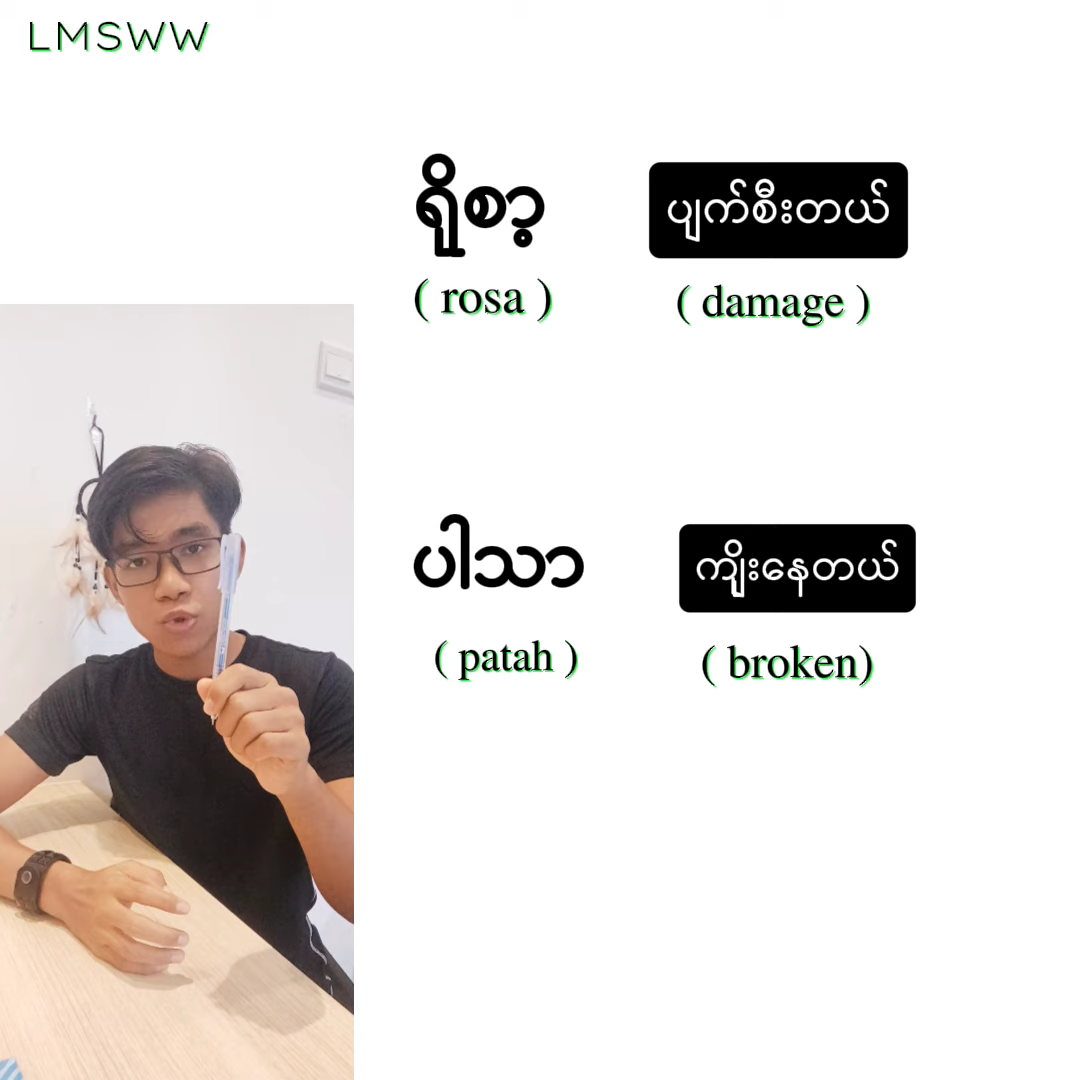 LMSWW
ရိုစာ့ ပျက်စီးတယ်
( rosa ) ( damage )
ပါသာ ကျိုးနေတယ်
( patah ) ( broken)